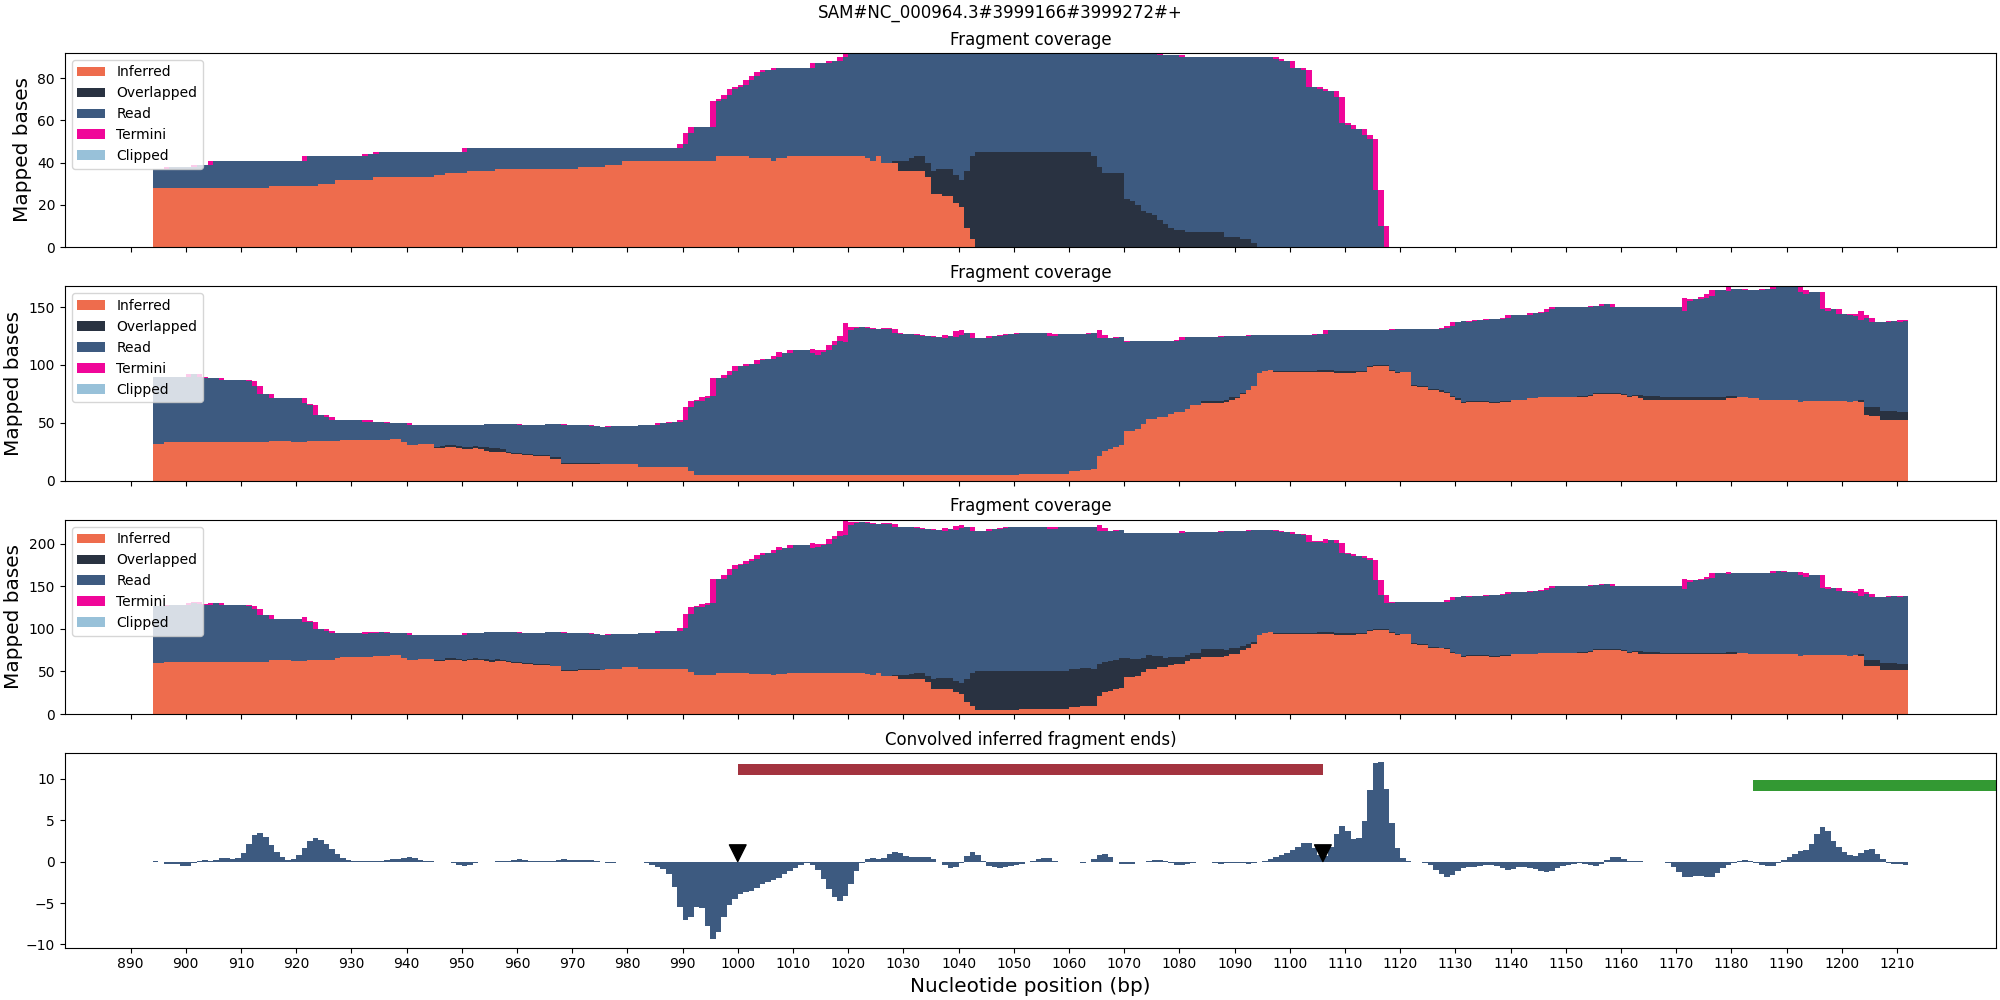 SAM#NC_000964.3#3999166#3999272#+
Fragment coverage
Mapped bases
80
60
40
20
0
Inferred
Overlapped
Read
Termini
Clipped
Fragment coverage
Mapped bases
150
100
50
0
Inferred
Overlapped
Read
Termini
Clipped
Fragment coverage
Mapped bases
200
150
100
50
0
Inferred
Overlapped
Read
Termini
Clipped
Convolved inferred fragment ends)
10
5
0
−5
−10
890 900 910 920 930 940 950 960 970 980 990 1000 1010 1020 1030 1040 1050 1060 1070 1080 1090 1100 1110 1120 1130 1140 1150 1160 1170 1180 1190 1200 1210
Nucleotide position (bp)